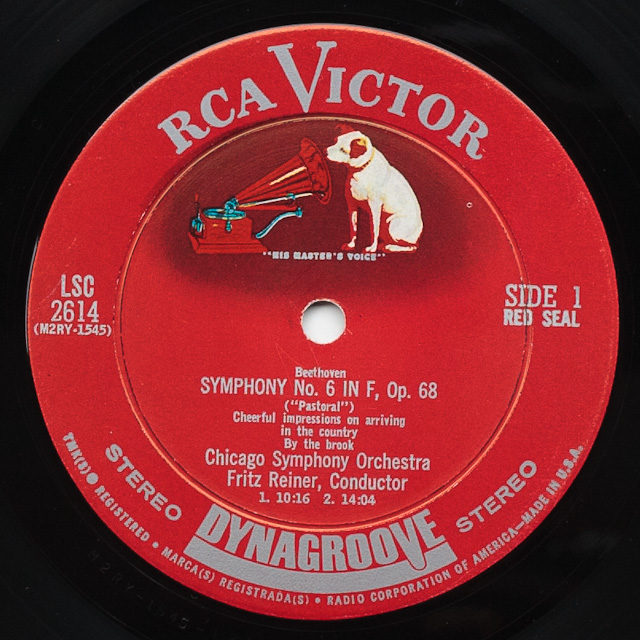 RCA VICTOR
"HIS MASTER'S VOICE"
LSC
2614
(M2RY-1545)
SIDE 1
RED SEAL
Beethoven
SYMPHONY No. 6 IN F, Op. 68
("Pastoral")
Cheerful impressions on arriving
in the country
By the brook
Chicago Symphony Orchestra
Fritz Reiner, Conductor
1. 10:16 2. 14:04
STEREO
DYNAGROOVE
STEREO
TMK(S) ® REGISTERED • MARCA(S) REGISTRADA(S) • RADIO CORPORATION OF AMERICA—MADE IN U.S.A.